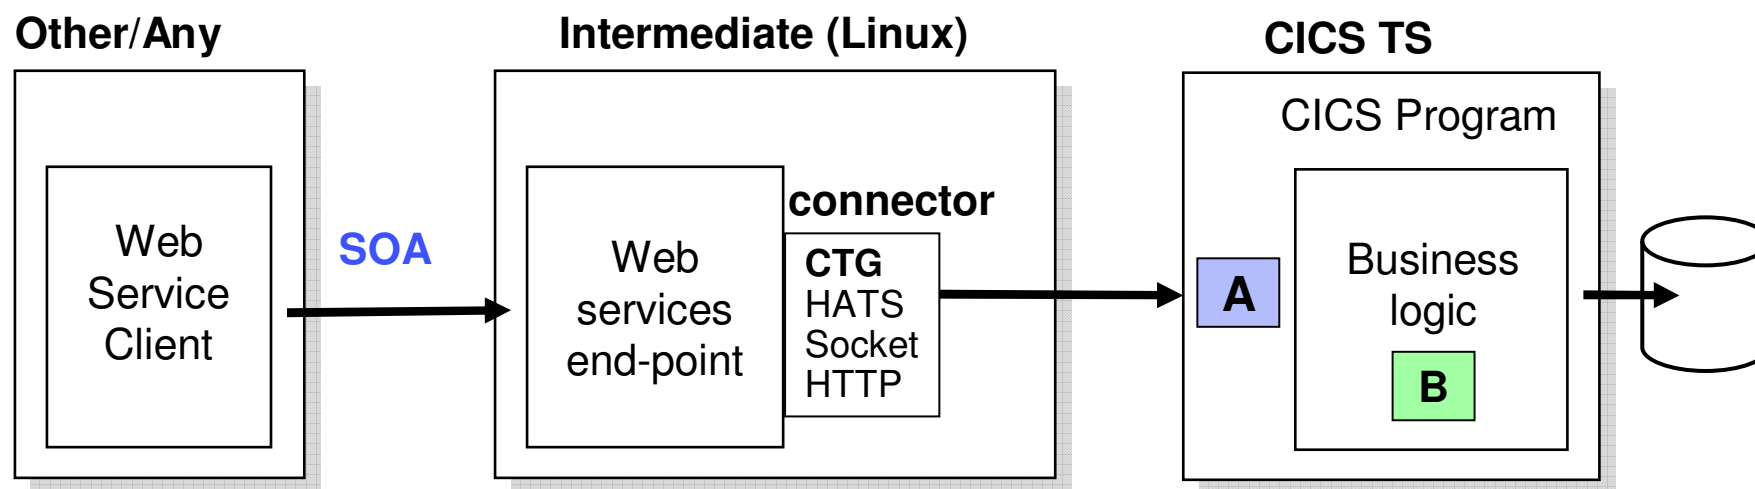 Other/Any
Intermediate (Linux)
CICS TS
CICS Program
Web
Service
Client
SOA
Web
services
end-point
connector
CTG
HATS
Socket
HTTP
A
Business
logic
B